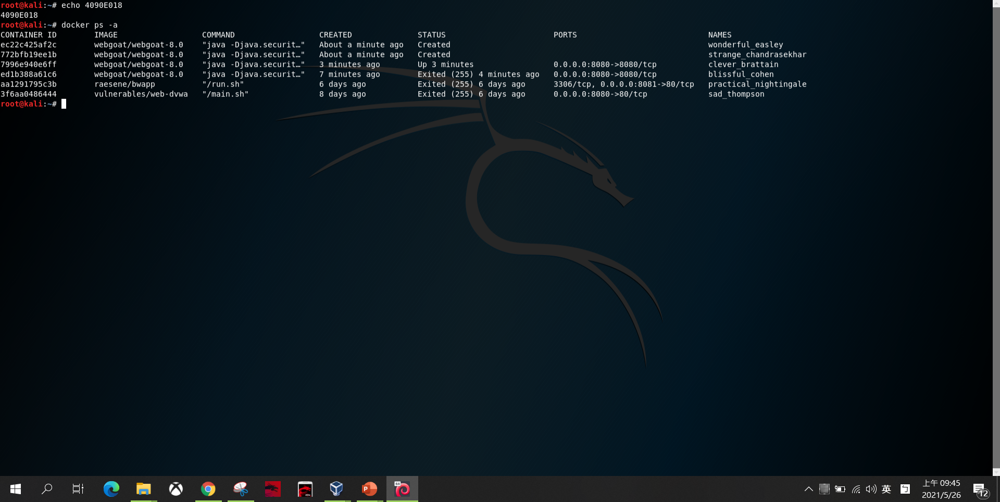 root@kali:~# echo 4090E018
4090E018
root@kali:~# docker ps -a
CONTAINER ID IMAGE COMMAND CREATED STATUS PORTS NAMES
ec22c425af2c webgoat/webgoat-8.0 "java -Djava.securit…" About a minute ago Created wonderful_easley
772bfb19ee1b webgoat/webgoat-8.0 "java -Djava.securit…" About a minute ago Created strange_chandrasekhar
7996e940e6ff webgoat/webgoat-8.0 "java -Djava.securit…" 3 minutes ago Up 3 minutes 0.0.0.0:8080->8080/tcp clever_brattain
ed1b388a61c6 webgoat/webgoat-8.0 "java -Djava.securit…" 7 minutes ago Exited (255) 4 minutes ago 0.0.0.0:8080->8080/tcp blissful_cohen
aa1291795c3b raesene/bwapp "/run.sh" 6 days ago Exited (255) 6 days ago 3306/tcp, 0.0.0.0:8081->80/tcp practical_nightingale
3f6aa0486444 vulnerables/web-dvwa "/main.sh" 8 days ago Exited (255) 6 days ago 0.0.0.0:8080->80/tcp sad_thompson
root@kali:~#
64
P
英
上午 09:45
2021/5/26
12